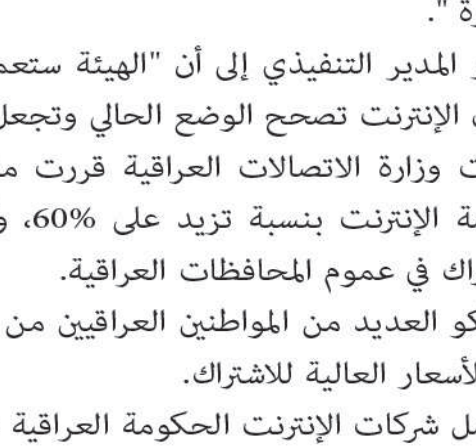 ة ".
المدير التنفيذي إلى أن "الهيئة ستعم
الإنترنت تصحح الوضع الحالي وتجعل
ت وزارة الاتصالات العراقية قررت م
ة الإنترنت بنسبة تزيد على 60%، و
اك في عموم المحافظات العراقية.
كو العديد من المواطنين العراقيين من
لأسعار العالية للاشتراك.
ل شركات الإنترنت الحكومة العراقية